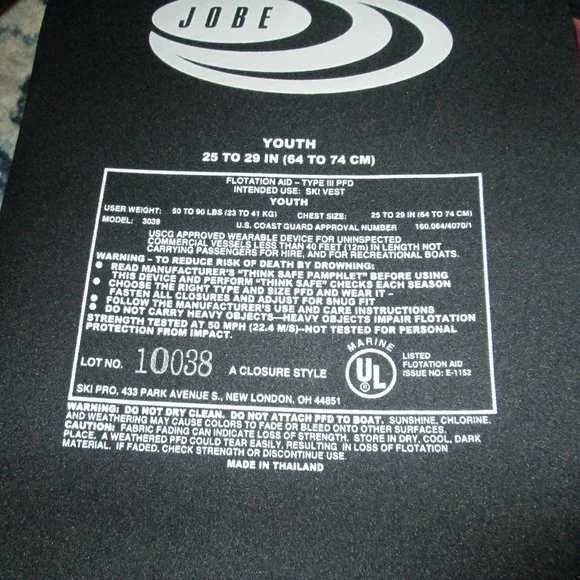 JOBE
YOUTH
25 TO 29 IN (64 TO 74 CM)
FLOTATION AID – TYPE III PFD
INTENDED USE: SKI VEST
YOUTH
USER WEIGHT: 50 TO 90 LBS (23 TO 41 KG) CHEST SIZE: 25 TO 29 IN (64 TO 74 CM)
MODEL: 3039 U.S. COAST GUARD APPROVAL NUMBER 160.064/4070/1
USCG APPROVED WEARABLE DEVICE FOR UNINSPECTED
COMMERCIAL VESSELS LESS THAN 40 FEET (12m) IN LENGTH NOT
CARRYING PASSENGERS FOR HIRE, AND FOR RECREATIONAL BOATS.
WARNING - TO REDUCE RISK OF DEATH BY DROWNING:
● READ MANUFACTURER'S "THINK SAFE PAMPHLET" BEFORE USING
THIS DEVICE AND PERFORM "THINK SAFE" CHECKS EACH SEASON
● CHOOSE THE RIGHT TYPE AND SIZE PFD AND WEAR IT –
FASTEN ALL CLOSURES AND ADJUST FOR SNUG FIT
● FOLLOW THE MANUFACTURER'S USE AND CARE INSTRUCTIONS
● DO NOT CARRY HEAVY OBJECTS—HEAVY OBJECTS IMPAIR FLOTATION
STRENGTH TESTED AT 50 MPH (22.4 M/S)–NOT TESTED FOR PERSONAL
PROTECTION FROM IMPACT.
LOT NO. 10038 A CLOSURE STYLE
MARINE
UL
®
LISTED
FLOTATION AID
ISSUE NO: E-1152
SKI PRO, 433 PARK AVENUE S., NEW LONDON, OH 44851
WARNING: DO NOT DRY CLEAN. DO NOT ATTACH PFD TO BOAT. SUNSHINE, CHLORINE,
AND WEATHERING MAY CAUSE COLORS TO FADE OR BLEED ONTO OTHER SURFACES.
CAUTION: FABRIC FADING CAN INDICATE LOSS OF STRENGTH. STORE IN DRY, COOL, DARK
PLACE. A WEATHERED PFD COULD TEAR EASILY, RESULTING IN LOSS OF FLOTATION
MATERIAL. IF FADED, CHECK STRENGTH OR DISCONTINUE USE.
MADE IN THAILAND